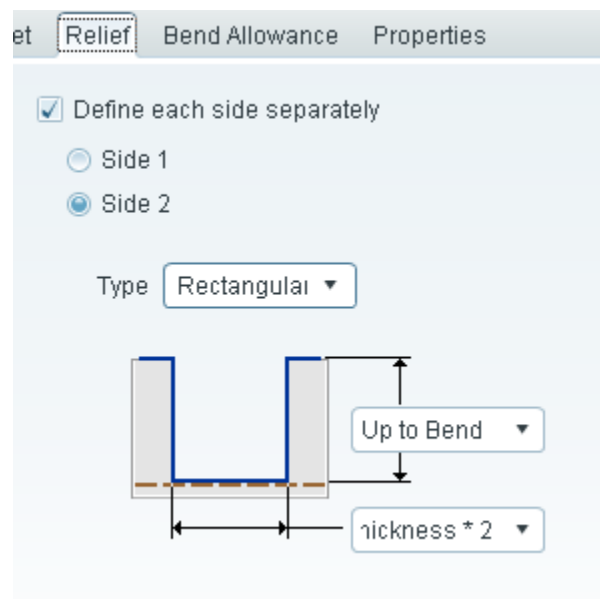 et Relief Bend Allowance Properties
Define each side separately
Side 1
Side 2
Type Rectangular
Up to Bend
hickness * 2